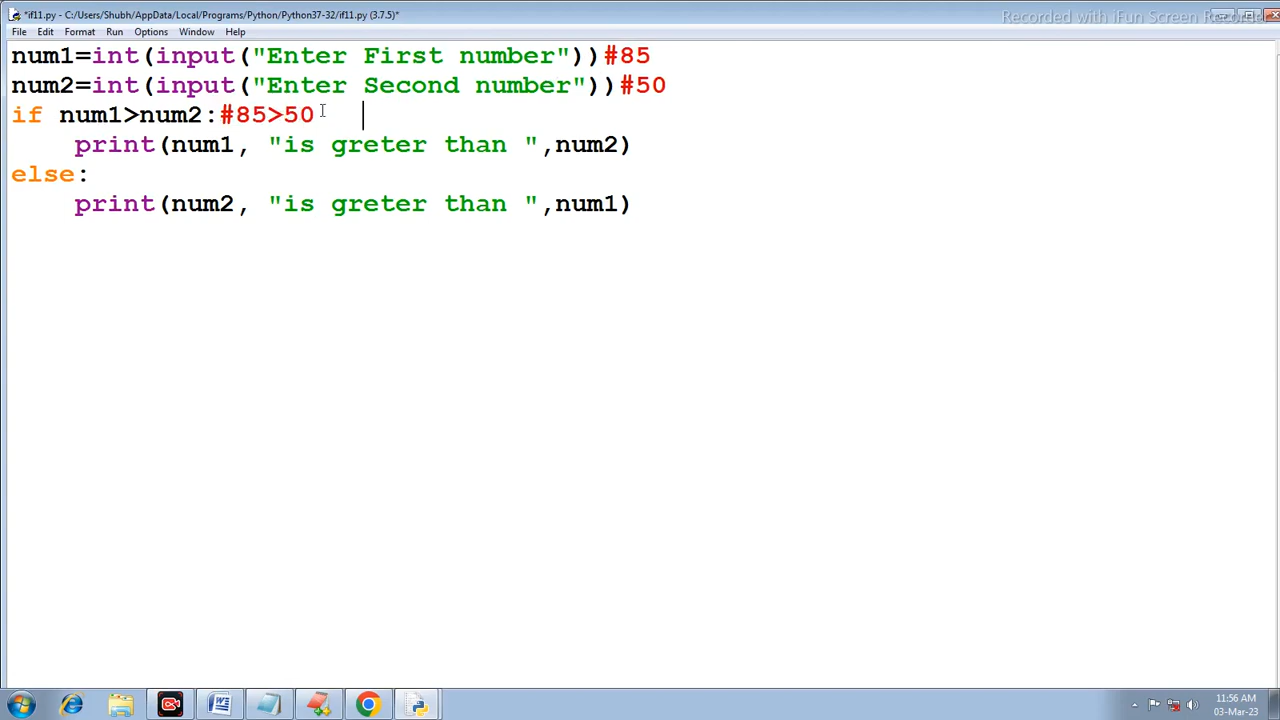 *if11.py - C:/Users/Shubh/AppData/Local/Programs/Python/Python37-32/if11.py (3.7.5)*
Recorded with iFun Screen
File Edit Format Run Options Window Help
num1=int(input("Enter First number"))#85
num2=int(input("Enter Second number"))#50
if num1>num2:#85>50
    print(num1, "is greter than ",num2)
else:
    print(num2, "is greter than ",num1)
11:56 AM
03-Mar-23